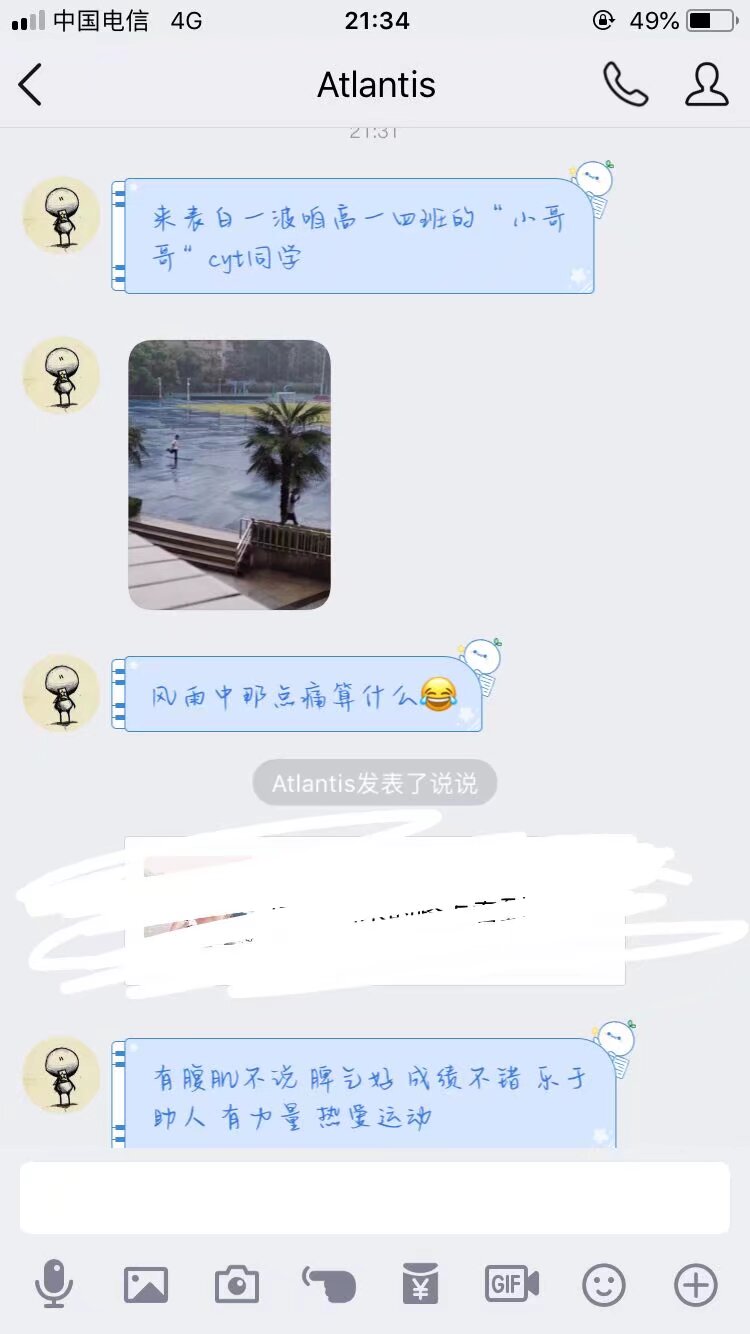 中国电信 4G 21:34 49%
Atlantis
21:31
来表白一波咱高一四班的“小哥
哥”cyt同学
风雨中那点痛算什么😂
Atlantis发表了说说
有腹肌不说 脾气好 成绩不错 乐于
助人 有力量 热爱运动
GIF